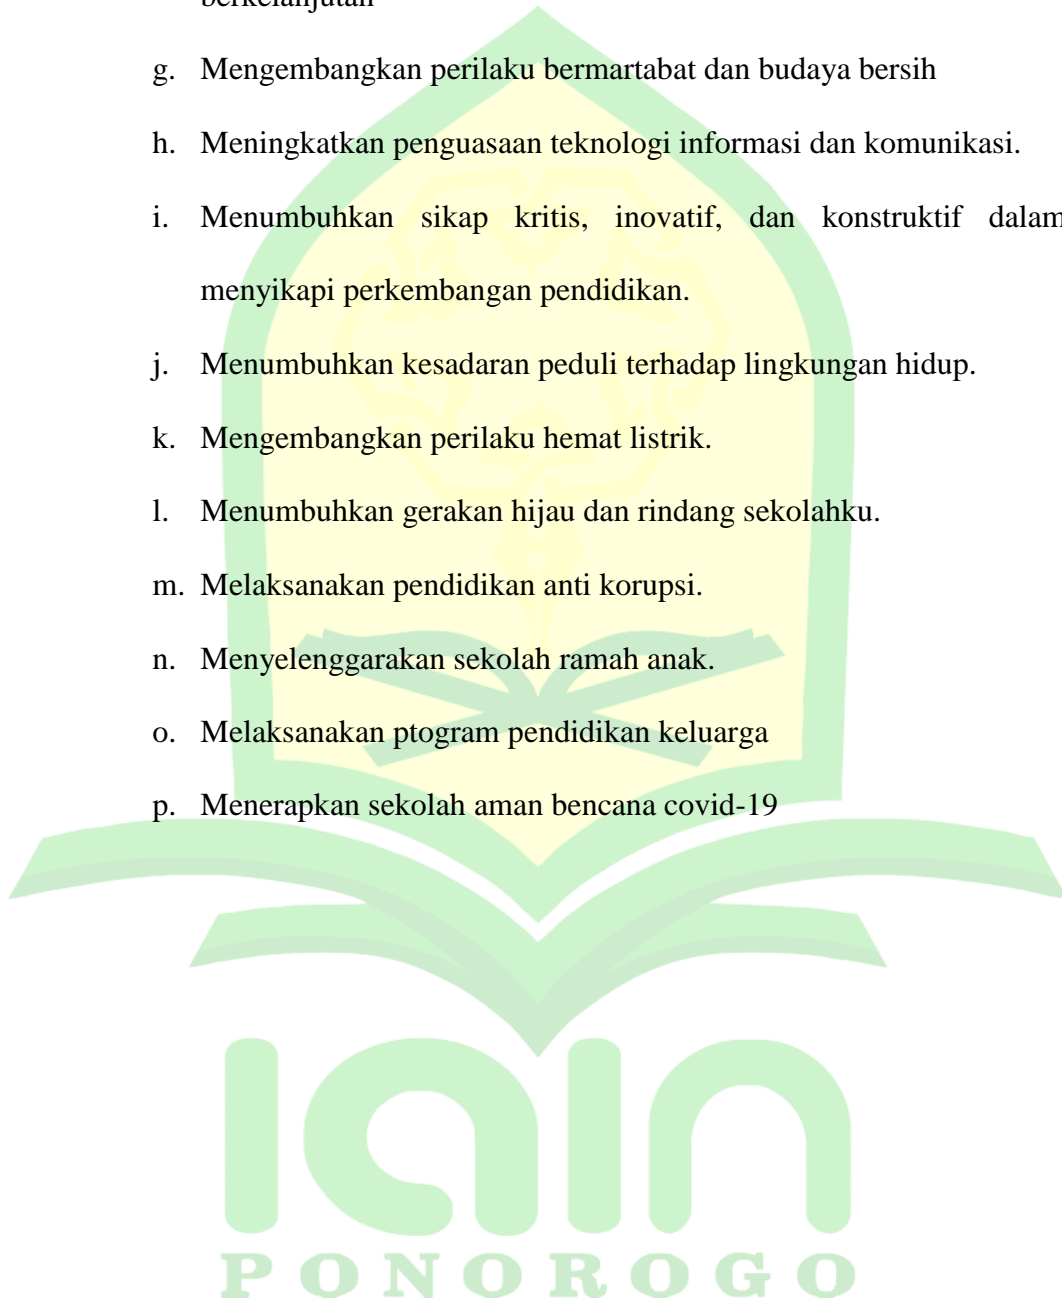 berkelanjutan
g. Mengembangkan perilaku bermartabat dan budaya bersih
h. Meningkatkan penguasaan teknologi informasi dan komunikasi.
i. Menumbuhkan sikap kritis, inovatif, dan konstruktif dalam
menyikapi perkembangan pendidikan.
j. Menumbuhkan kesadaran peduli terhadap lingkungan hidup.
k. Mengembangkan perilaku hemat listrik.
l. Menumbuhkan gerakan hijau dan rindang sekolahku.
m. Melaksanakan pendidikan anti korupsi.
n. Menyelenggarakan sekolah ramah anak.
o. Melaksanakan ptogram pendidikan keluarga
p. Menerapkan sekolah aman bencana covid-19
IAIN
PONOROGO